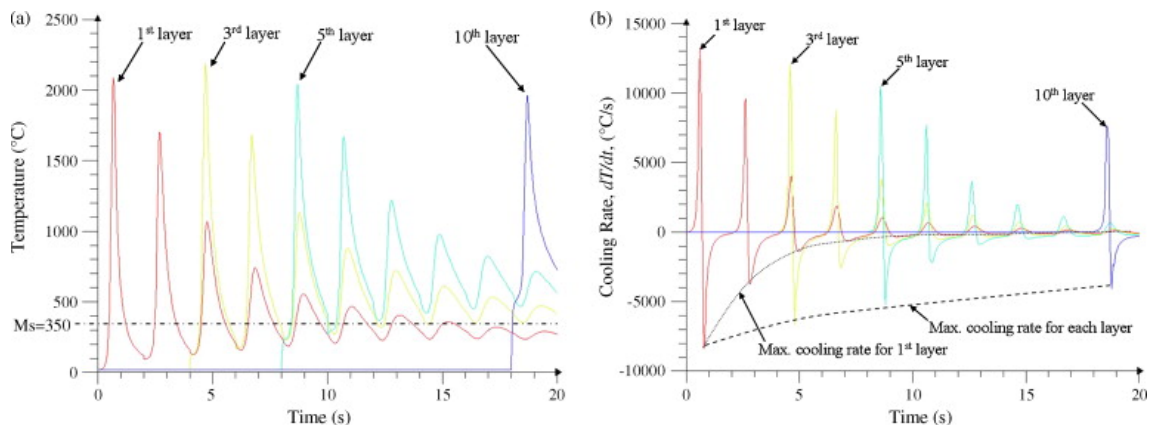 (a)
1st layer
3rd layer
5th layer
10th layer
2500
2000
1500
1000
500
Ms=350
0
Temperature (°C)
0 5 10 15 20
Time (s)
(b)
1st layer
3rd layer
5th layer
10th layer
15000
10000
5000
0
-5000
-10000
Cooling Rate, dT/dt, (°C/s)
Max. cooling rate for each layer
Max. cooling rate for 1st layer
0 5 10 15 20
Time (s)